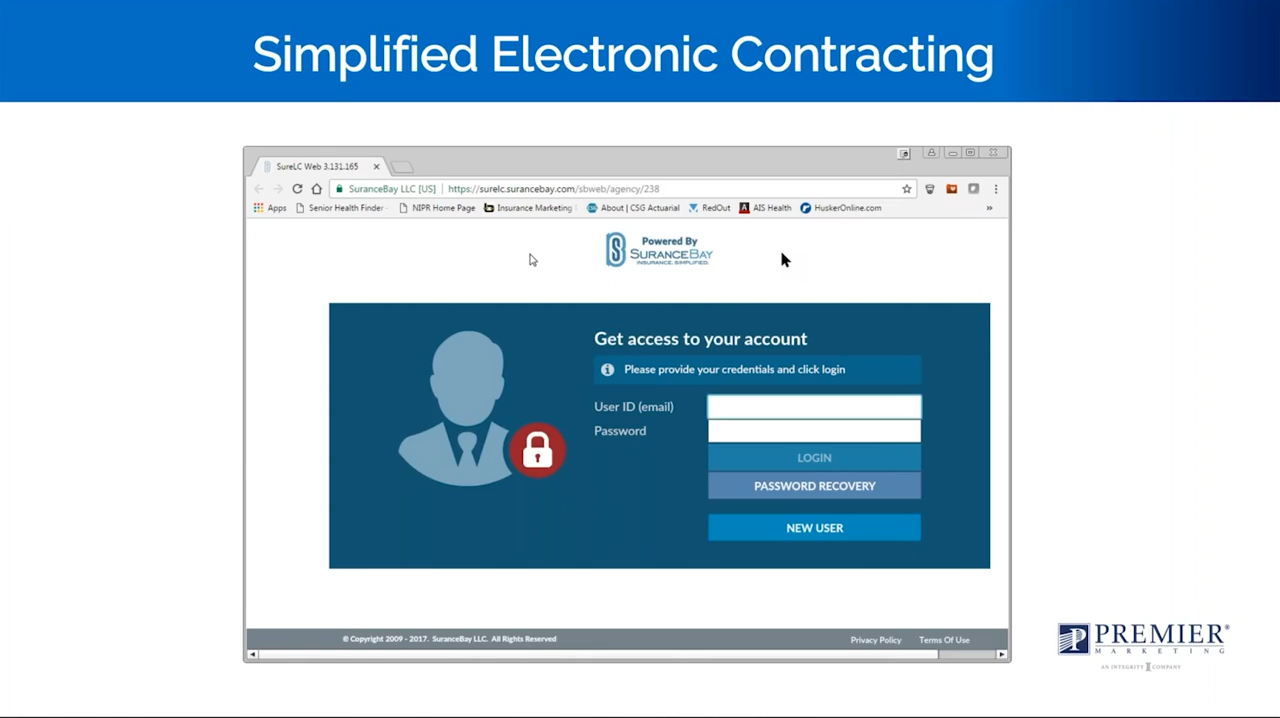 Simplified Electronic Contracting
SureLC Web 3.131.165
SuranceBay LLC [US] https://surelc.surancebay.com/sbweb/agency/238
Apps Senior Health Finder NIPR Home Page Insurance Marketing About | CSG Actuarial RedOut AIS Health HuskerOnline.com »
Powered By
SURANCEBAY
INSURANCE. SIMPLIFIED.
Get access to your account
Please provide your credentials and click login
User ID (email)
Password
LOGIN
PASSWORD RECOVERY
NEW USER
© Copyright 2009 - 2017. SuranceBay LLC. All Rights Reserved
Privacy Policy Terms Of Use
PREMIER®
MARKETING
AN INTEGRITY COMPANY